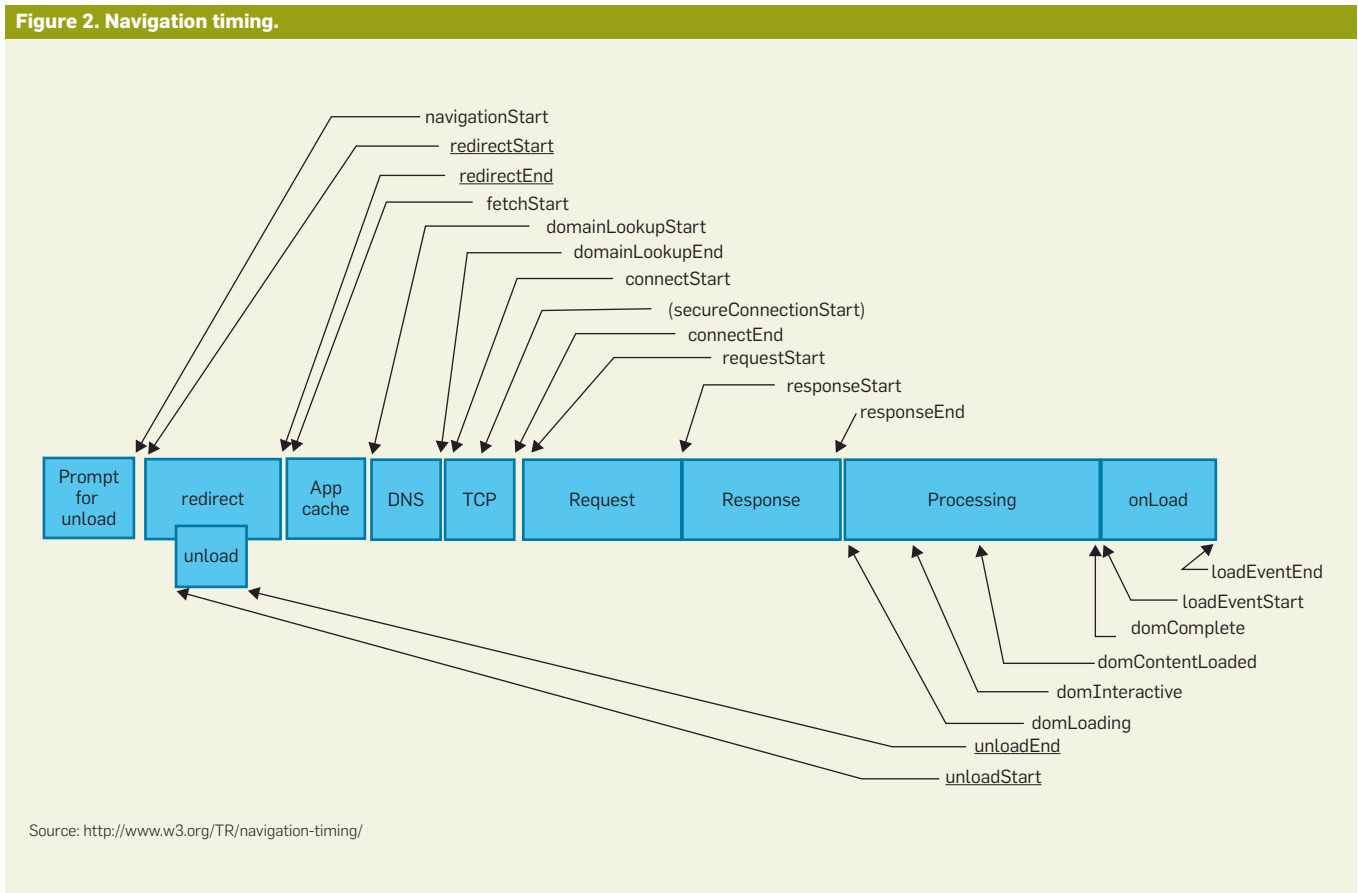 Figure 2. Navigation timing.
navigationStart
redirectStart
redirectEnd
fetchStart
domainLookupStart
domainLookupEnd
connectStart
(secureConnectionStart)
connectEnd
requestStart
responseStart
responseEnd
Prompt
for
unload
redirect
unload
App
cache
DNS
TCP
Request
Response
Processing
onLoad
loadEventEnd
loadEventStart
domComplete
domContentLoaded
domInteractive
domLoading
unloadEnd
unloadStart
Source: http://www.w3.org/TR/navigation-timing/